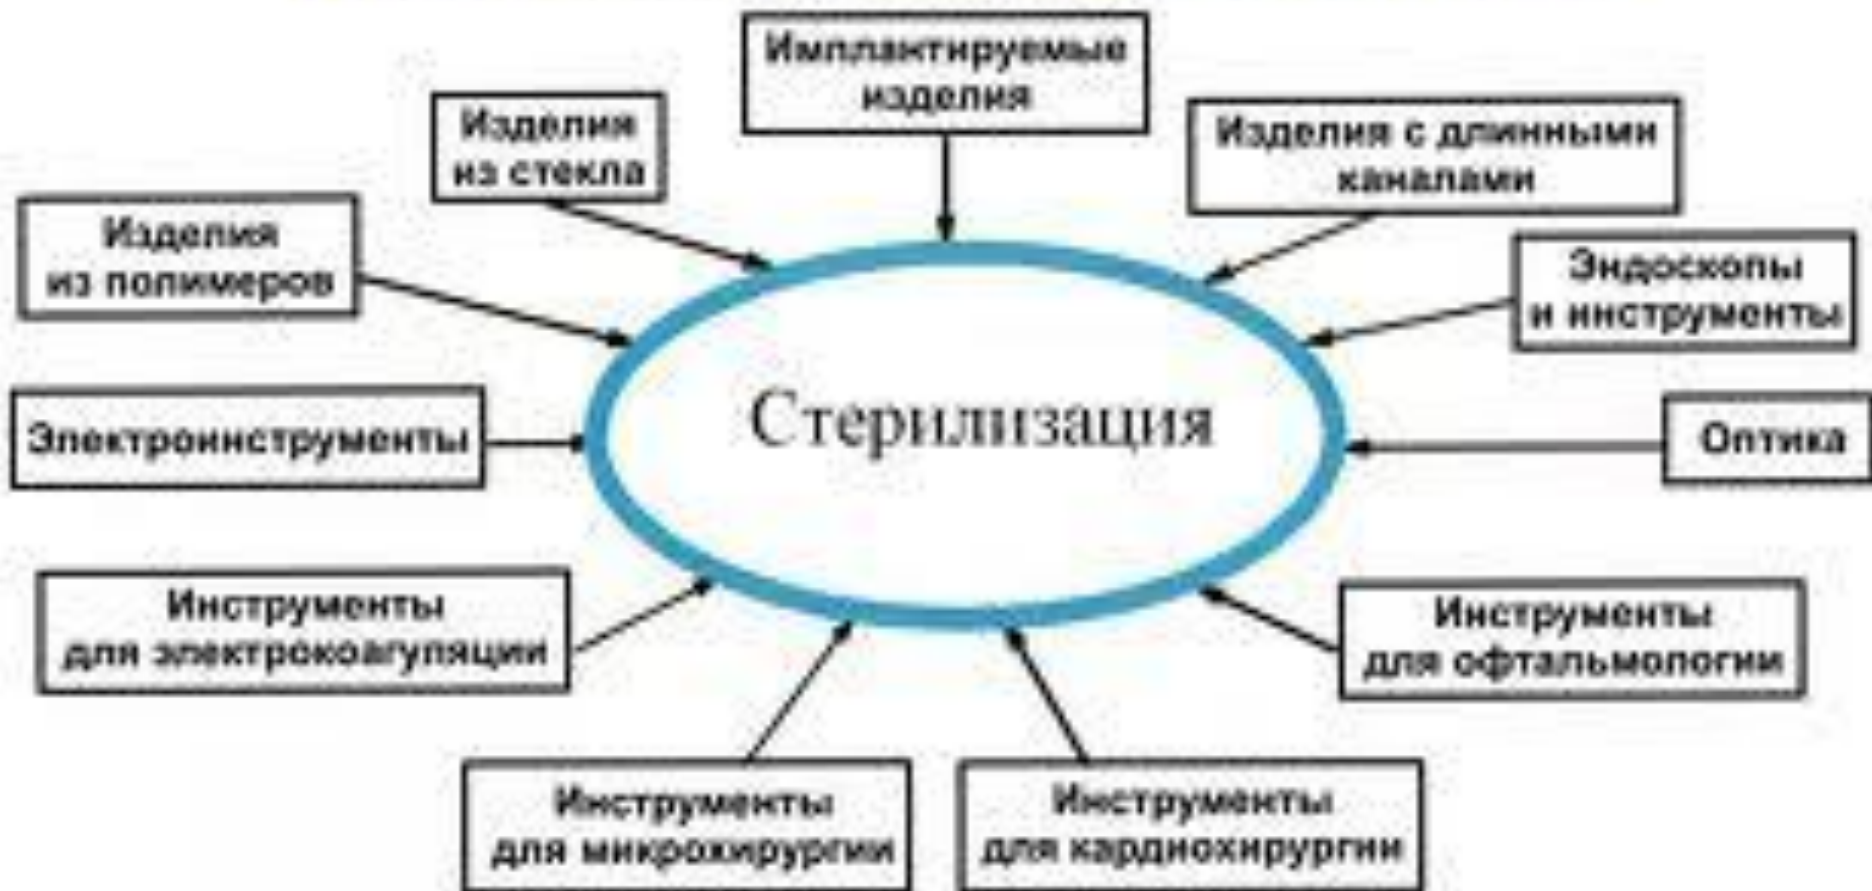 Имплантируемые
изделия
Изделия
из стекла
Изделия с длинными
каналами
Изделия
из полимеров
Эндоскопы
и инструменты
Стерилизация
Электроинструменты
Оптика
Инструменты
для электрокоагуляции
Инструменты
для офтальмологии
Инструменты
для микрохирургии
Инструменты
для кардиохирургии